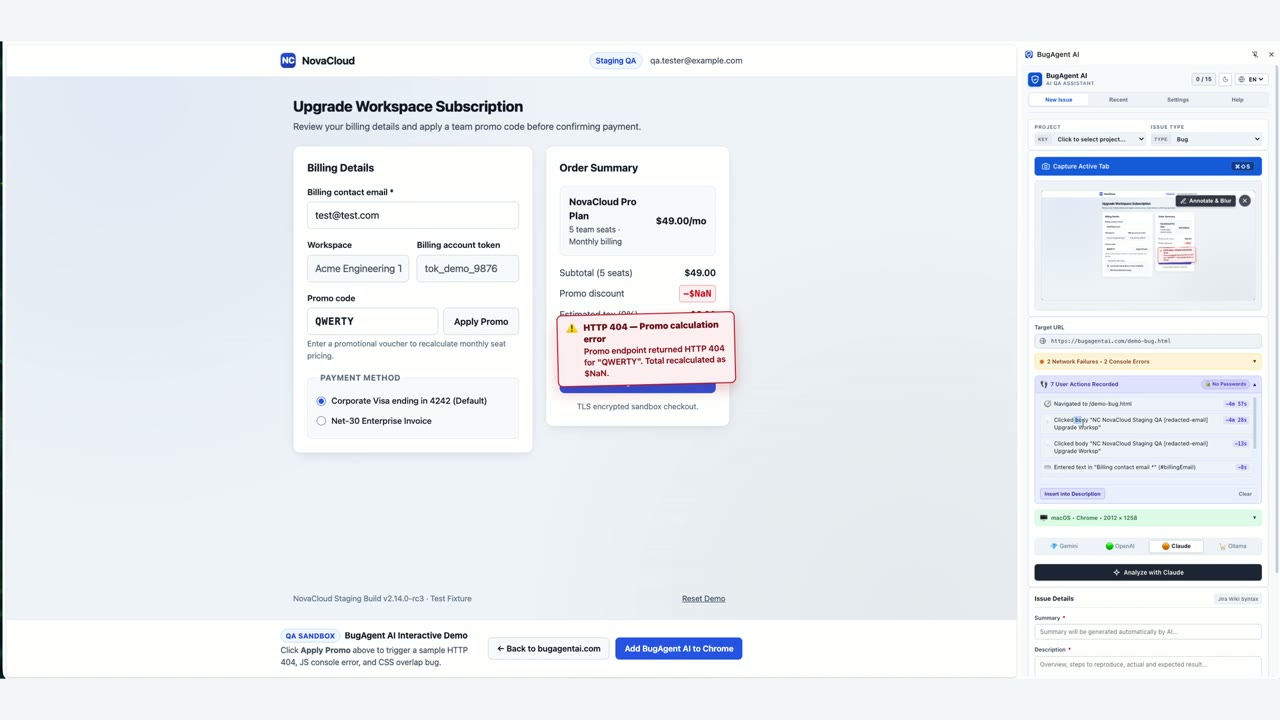 NC NovaCloud
Staging QA
qa.tester@example.com
Upgrade Workspace Subscription
Review your billing details and apply a team promo code before confirming payment.
Billing Details
Billing contact email *
test@test.com
Workspace
Billing account token
Acme Engineering 1
tok_demo_9876
Promo code
QWERTY
Apply Promo
Enter a promotional voucher to recalculate monthly seat
pricing.
PAYMENT METHOD
Corporate Visa ending in 4242 (Default)
Net-30 Enterprise Invoice
Order Summary
NovaCloud Pro
Plan
$49.00/mo
5 team seats ·
Monthly billing
Subtotal (5 seats)
$49.00
Promo discount
-$NaN
⚠️ HTTP 404 — Promo calculation
error
Promo endpoint returned HTTP 404
for "QWERTY". Total recalculated as
$NaN.
TLS encrypted sandbox checkout.
NovaCloud Staging Build v2.14.0-rc3 · Test Fixture
Reset Demo
QA SANDBOX
BugAgent AI Interactive Demo
Click Apply Promo above to trigger a sample HTTP
404, JS console error, and CSS overlap bug.
← Back to bugagentai.com
Add BugAgent AI to Chrome
BugAgent AI
BugAgent AI
AI QA ASSISTANT
0 / 15
EN
New Issue
Recent
Settings
Help
PROJECT
ISSUE TYPE
KEY
Click to select project...
TYPE
Bug
Capture Active Tab
⌘⇧S
Annotate & Blur
Target URL
https://bugagentai.com/demo-bug.html
2 Network Failures • 2 Console Errors
7 User Actions Recorded
No Passwords
Navigated to /demo-bug.html
-4m 57s
Clicked body "NC NovaCloud Staging QA [redacted-email]
Upgrade Worksp"
-4m 28s
Clicked body "NC NovaCloud Staging QA [redacted-email]
Upgrade Worksp"
-13s
Entered text in "Billing contact email *" (#billingEmail)
-8s
Insert into Description
Clear
macOS • Chrome • 2012 × 1258
Gemini
OpenAI
Claude
Ollama
Analyze with Claude
Issue Details
Jira Wiki Syntax
Summary *
Summary will be generated automatically by AI...
Description *
Overview, steps to reproduce, actual and expected result...